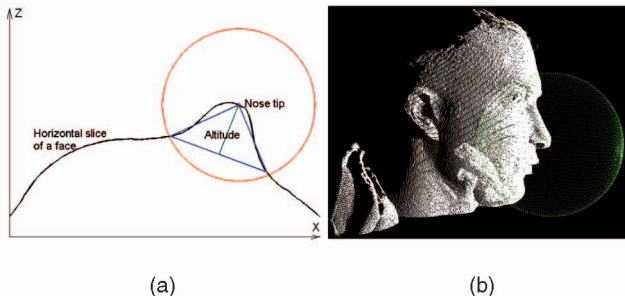 Z
Nose tip
Altitude
Horizontal slice
of a face
X
(a)
(b)